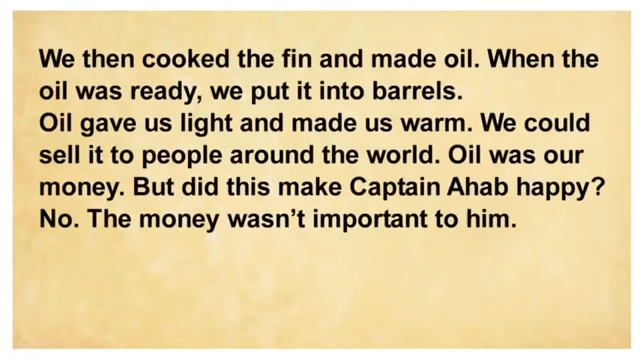 We then cooked the fin and made oil. When the
oil was ready, we put it into barrels.
Oil gave us light and made us warm. We could
sell it to people around the world. Oil was our
money. But did this make Captain Ahab happy?
No. The money wasn’t important to him.